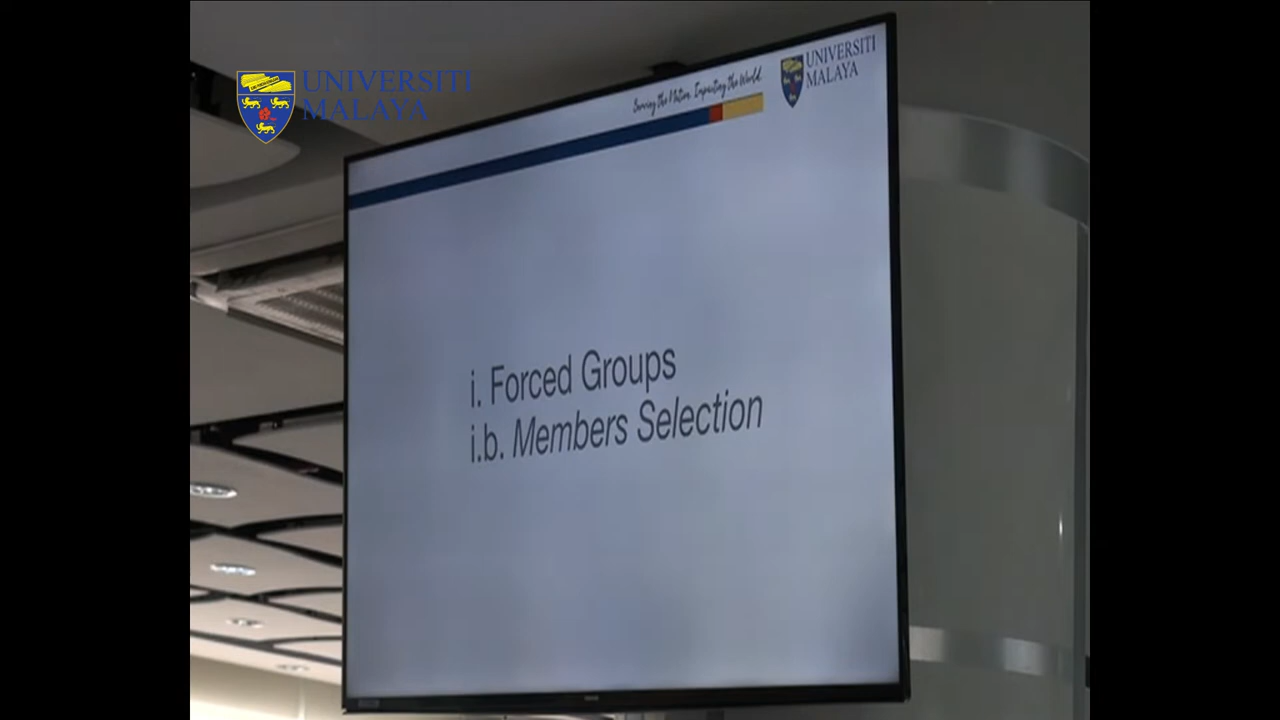 UNIVERSITI
MALAYA
Serving the Nation. Impacting the World.
UNIVERSITI
MALAYA
i. Forced Groups
i.b. Members Selection